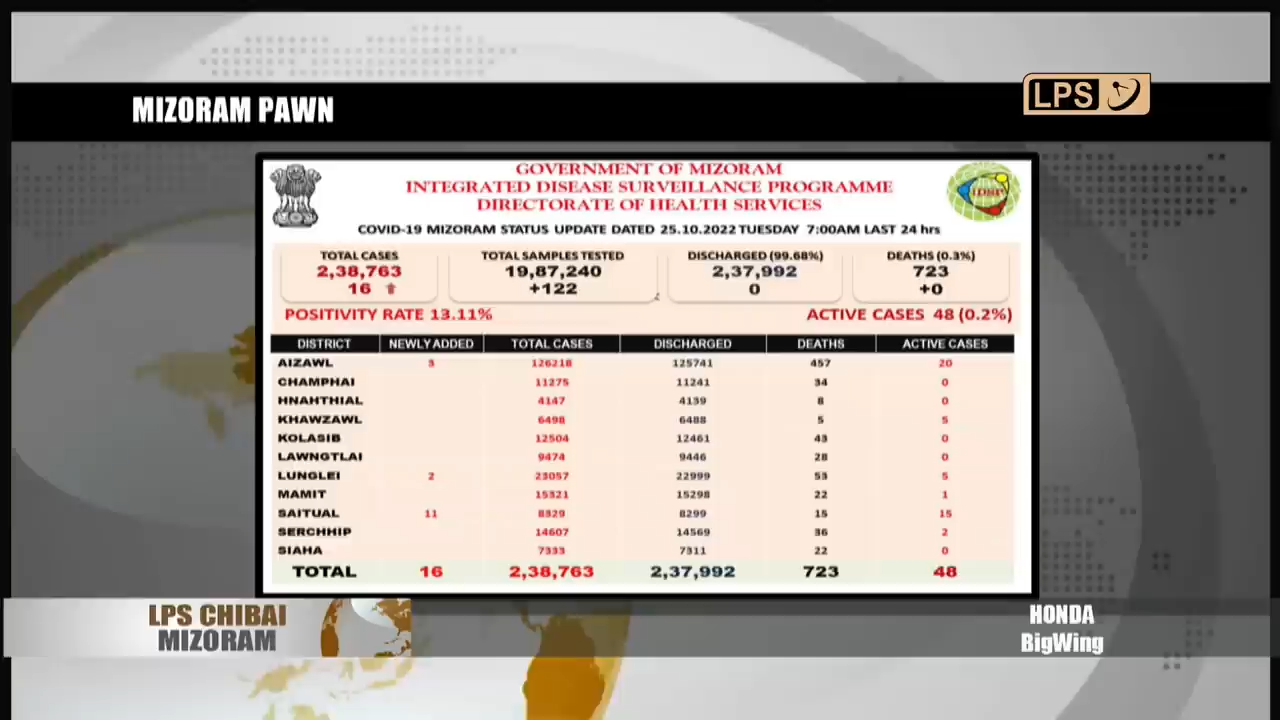 MIZORAM PAWN
LPS
GOVERNMENT OF MIZORAM
INTEGRATED DISEASE SURVEILLANCE PROGRAMME
DIRECTORATE OF HEALTH SERVICES
IDSP
COVID-19 MIZORAM STATUS UPDATE DATED 25.10.2022 TUESDAY 7:00AM LAST 24 hrs
TOTAL CASES TOTAL SAMPLES TESTED DISCHARGED (99.68%) DEATHS (0.3%)
2,38,763 19,87,240 2,37,992 723
16 +122 0 +0
POSITIVITY RATE 13.11% ACTIVE CASES 48 (0.2%)
DISTRICT NEWLY ADDED TOTAL CASES DISCHARGED DEATHS ACTIVE CASES
AIZAWL 3 126218 125741 457 20
CHAMPHAI 11275 11241 34 0
HNAHTHIAL 4147 4139 8 0
KHAWZAWL 6498 6488 5 5
KOLASIB 12504 12461 43 0
LAWNGTLAI 9474 9446 28 0
LUNGLEI 2 23057 22999 53 5
MAMIT 15321 15298 22 1
SAITUAL 11 8329 8299 15 15
SERCHHIP 14607 14569 36 2
SIAHA 7333 7311 22 0
TOTAL 16 2,38,763 2,37,992 723 48
LPS CHIBAI
MIZORAM
HONDA
BigWing